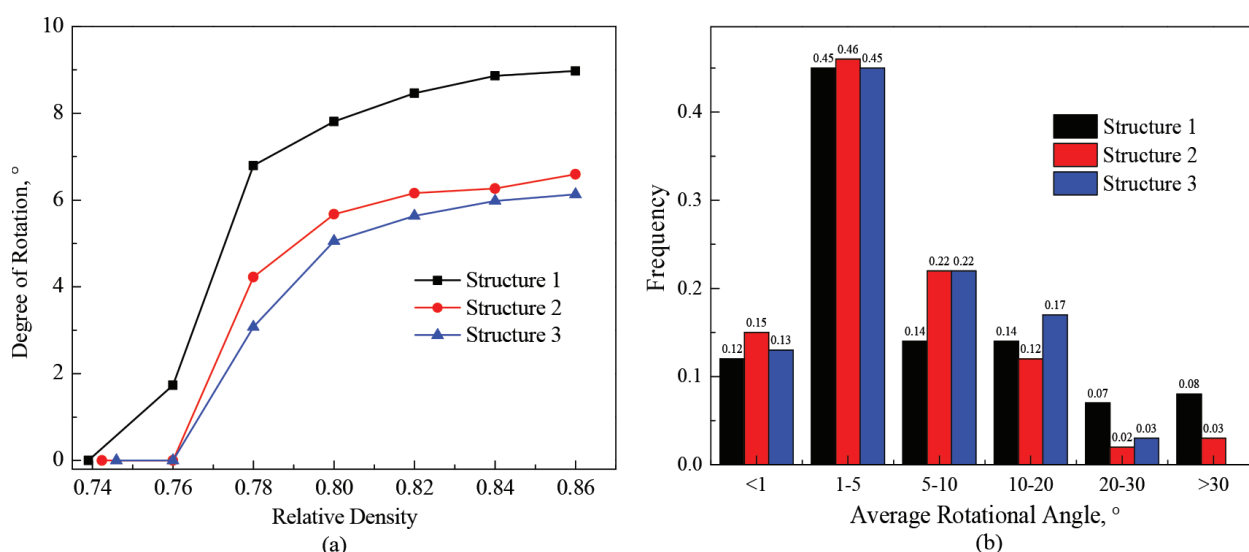 10
8
6
4
2
0
Degree of Rotation, °
Structure 1
Structure 2
Structure 3
0.74 0.76 0.78 0.80 0.82 0.84 0.86
Relative Density
(a)
0.4
0.3
0.2
0.1
0.0
Frequency
0.45 0.46 0.45
Structure 1
Structure 2
Structure 3
0.22 0.22
0.17
0.15
0.14 0.14
0.13
0.12 0.12
0.08
0.07
0.03 0.03
0.02
<1 1-5 5-10 10-20 20-30 >30
Average Rotational Angle, °
(b)